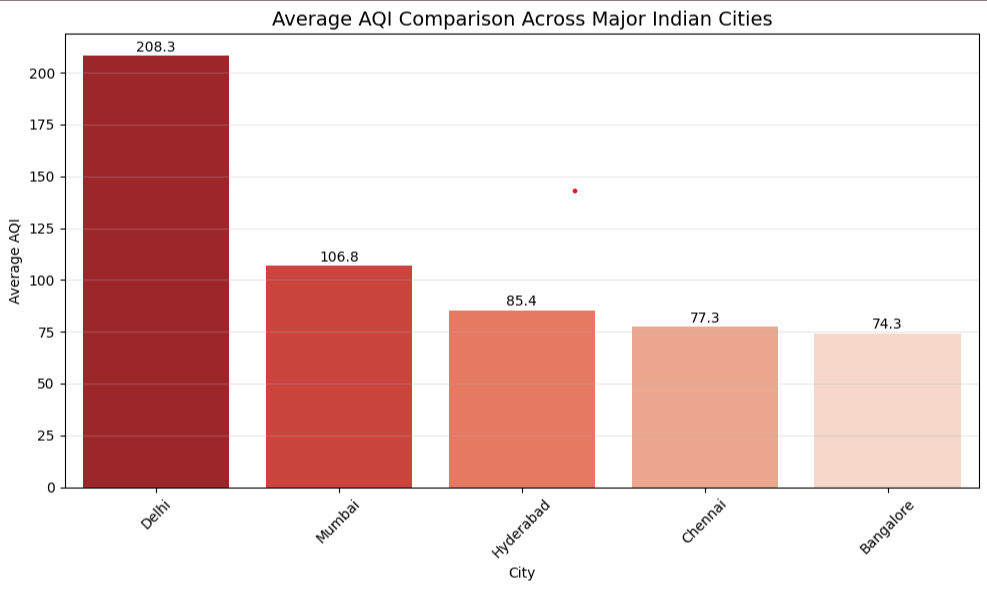 Average AQI Comparison Across Major Indian Cities
208.3
106.8
85.4
77.3
74.3
200
175
150
125
100
75
50
25
0
Average AQI
Delhi
Mumbai
Hyderabad
Chennai
Bangalore
City